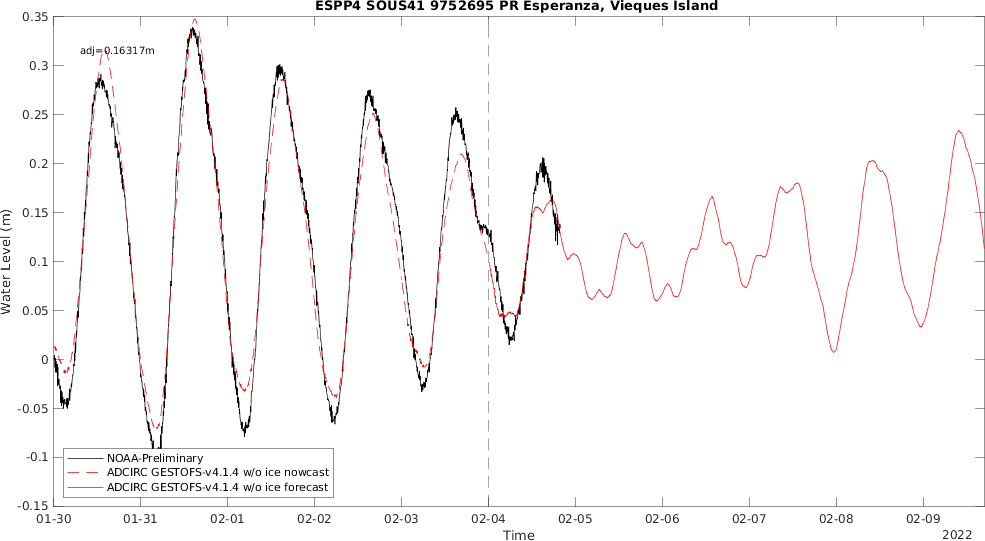 ESPP4 SOUS41 9752695 PR Esperanza, Vieques Island
0.35
adj=0.16317m
0.3
0.25
0.2
0.15
0.1
0.05
0
-0.05
-0.1
-0.15
Water Level (m)
NOAA-Preliminary
ADCIRC GESTOFS-v4.1.4 w/o ice nowcast
ADCIRC GESTOFS-v4.1.4 w/o ice forecast
01-30 01-31 02-01 02-02 02-03 02-04 02-05 02-06 02-07 02-08 02-09
Time
2022